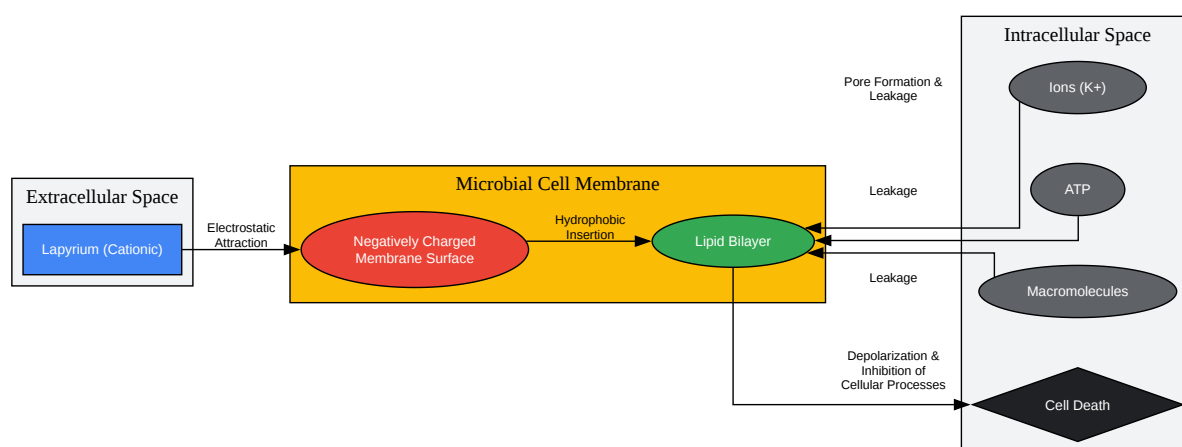 Extracellular Space
Lapyrium (Cationic)
Electrostatic
Attraction
Microbial Cell Membrane
Negatively Charged
Membrane Surface
Hydrophobic
Insertion
Lipid Bilayer
Pore Formation &
Leakage
Leakage
Leakage
Depolarization &
Inhibition of
Cellular Processes
Intracellular Space
Ions (K+)
ATP
Macromolecules
Cell Death